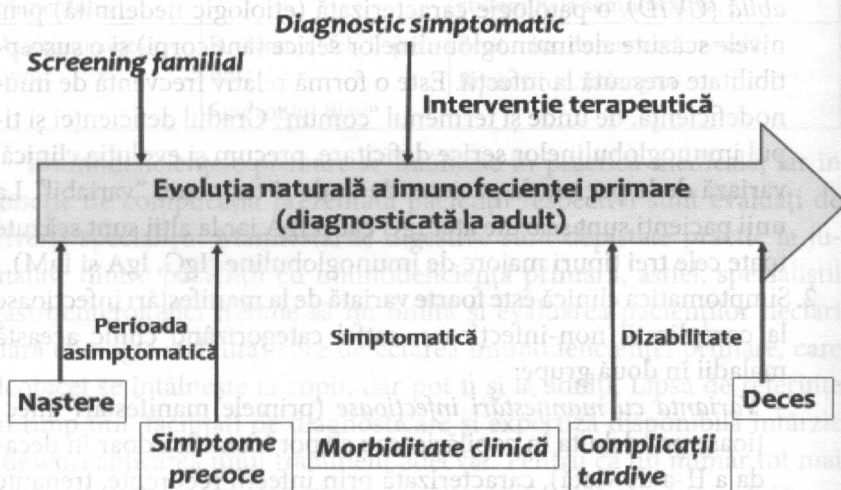 Diagnostic simptomatic
Screening familial
Intervenție terapeutică
Evoluția naturală a imunofecienței primare
(diagnosticată la adult)
Perioada
asimptomatică
Simptomatică
Dizabilitate
Naștere
Deces
Simptome
precoce
Morbiditate clinică
Complicații
tardive